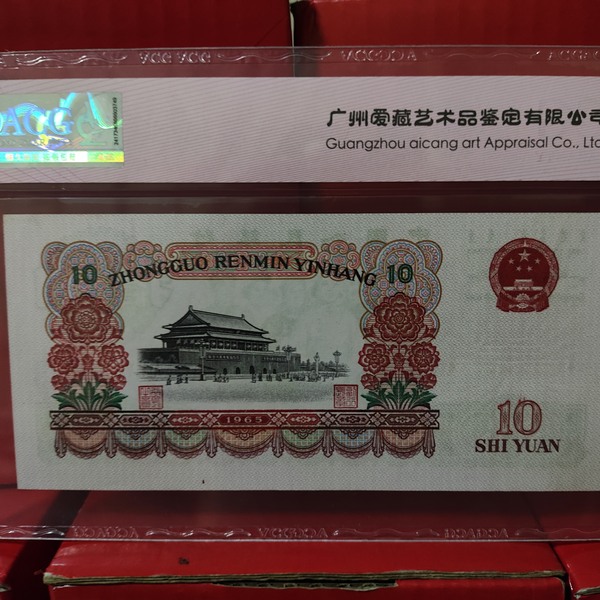 ACG
广州爱藏艺术品鉴定有限公司
Guangzhou aicang art Appraisal Co., Ltd
10 ZHONGGUO RENMIN YINHANG 10
1965
10
SHI YUAN